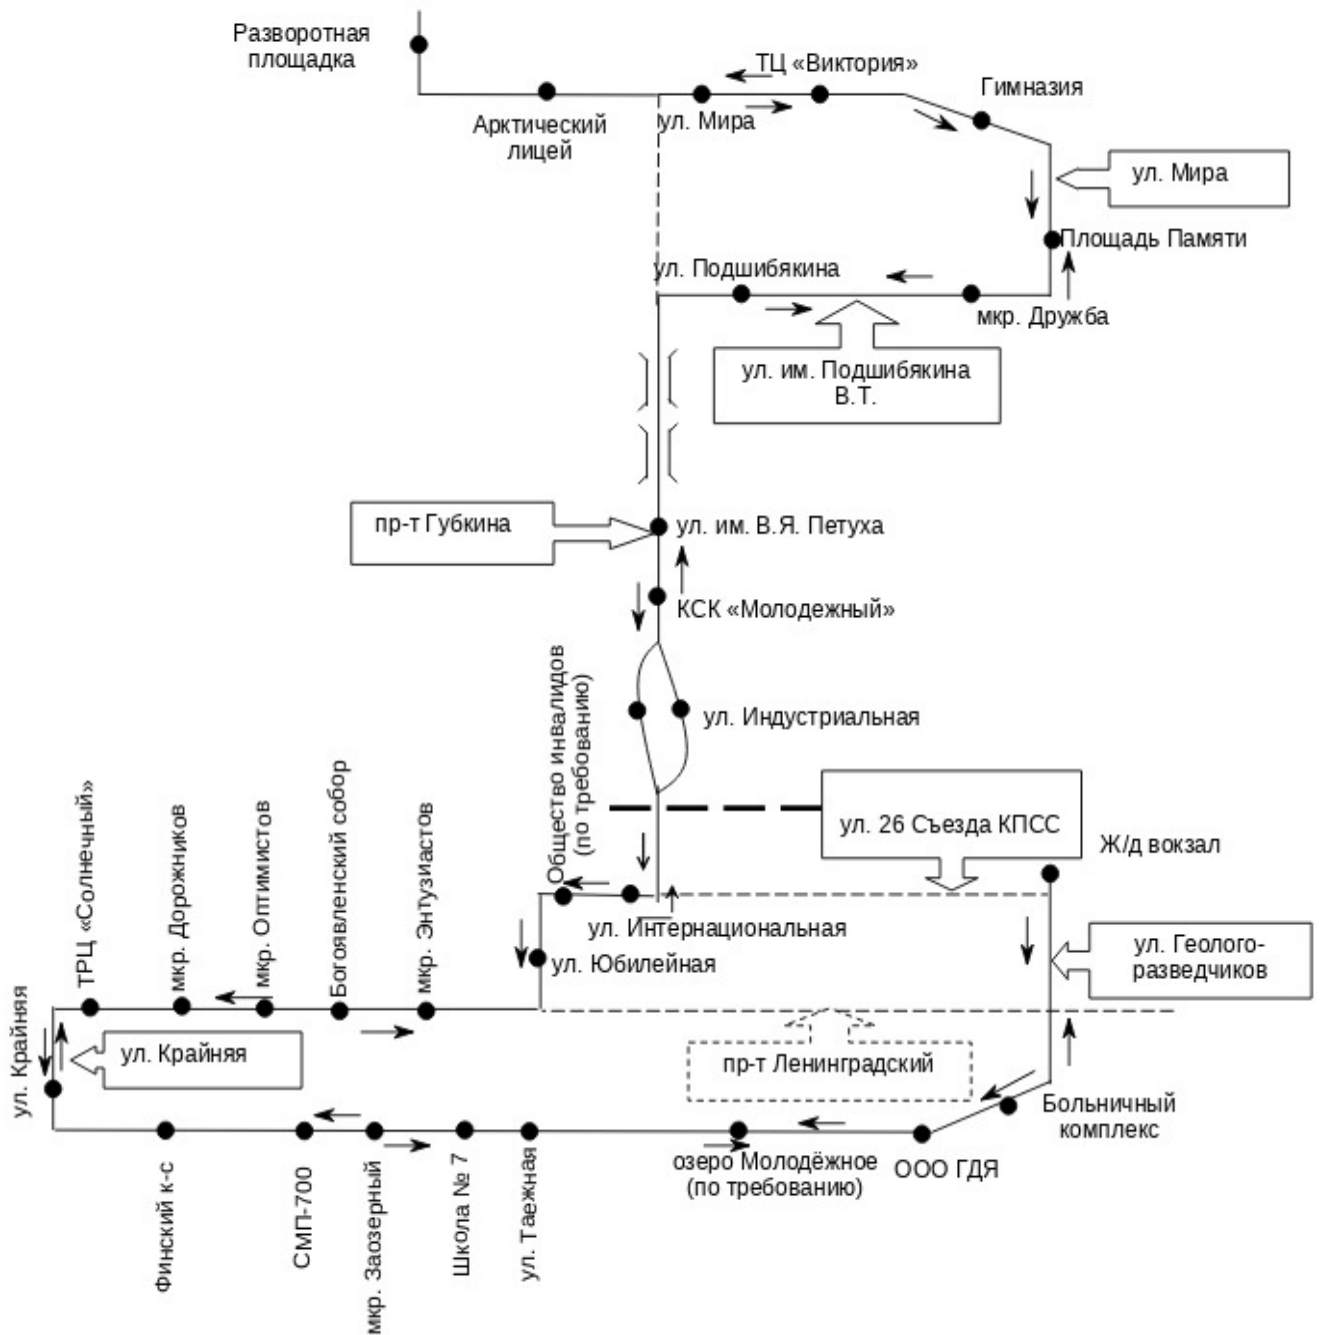 Разворотная
площадка
ТЦ «Виктория»
Гимназия
Арктический
лицей
ул. Мира
ул. Мира
Площадь Памяти
ул. Подшибякина
мкр. Дружба
ул. им. Подшибякина
В.Т.
пр-т Губкина
ул. им. В.Я. Петуха
КСК «Молодежный»
ул. Индустриальная
Общество инвалидов
(по требованию)
ул. 26 Съезда КПСС
Ж/д вокзал
ТРЦ «Солнечный»
мкр. Дорожников
мкр. Оптимистов
Богоявленский собор
мкр. Энтузиастов
ул. Интернациональная
ул. Юбилейная
ул. Геолого-
разведчиков
ул. Крайняя
ул. Крайняя
пр-т Ленинградский
Больничный
комплекс
Финский к-с
СМП-700
мкр. Заозерный
Школа № 7
ул. Таежная
озеро Молодёжное
(по требованию)
ООО ГДЯ